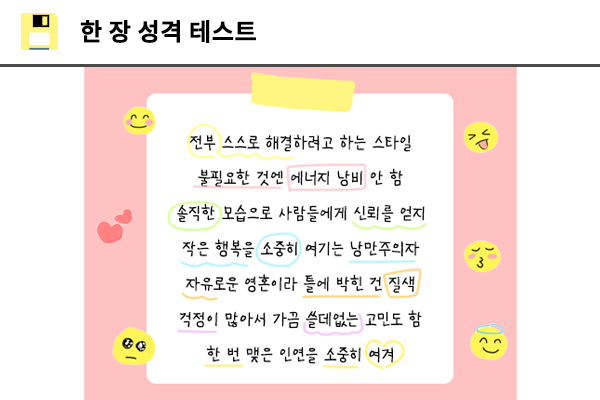 한 장 성격 테스트
전부 스스로 해결하려고 하는 스타일
불필요한 것엔 에너지 낭비 안 함
솔직한 모습으로 사람들에게 신뢰를 얻지
작은 행복을 소중히 여기는 낭만주의자
자유로운 영혼이라 틀에 박힌 건 질색
걱정이 많아서 가끔 쓸데없는 고민도 함
한 번 맺은 인연을 소중히 여겨